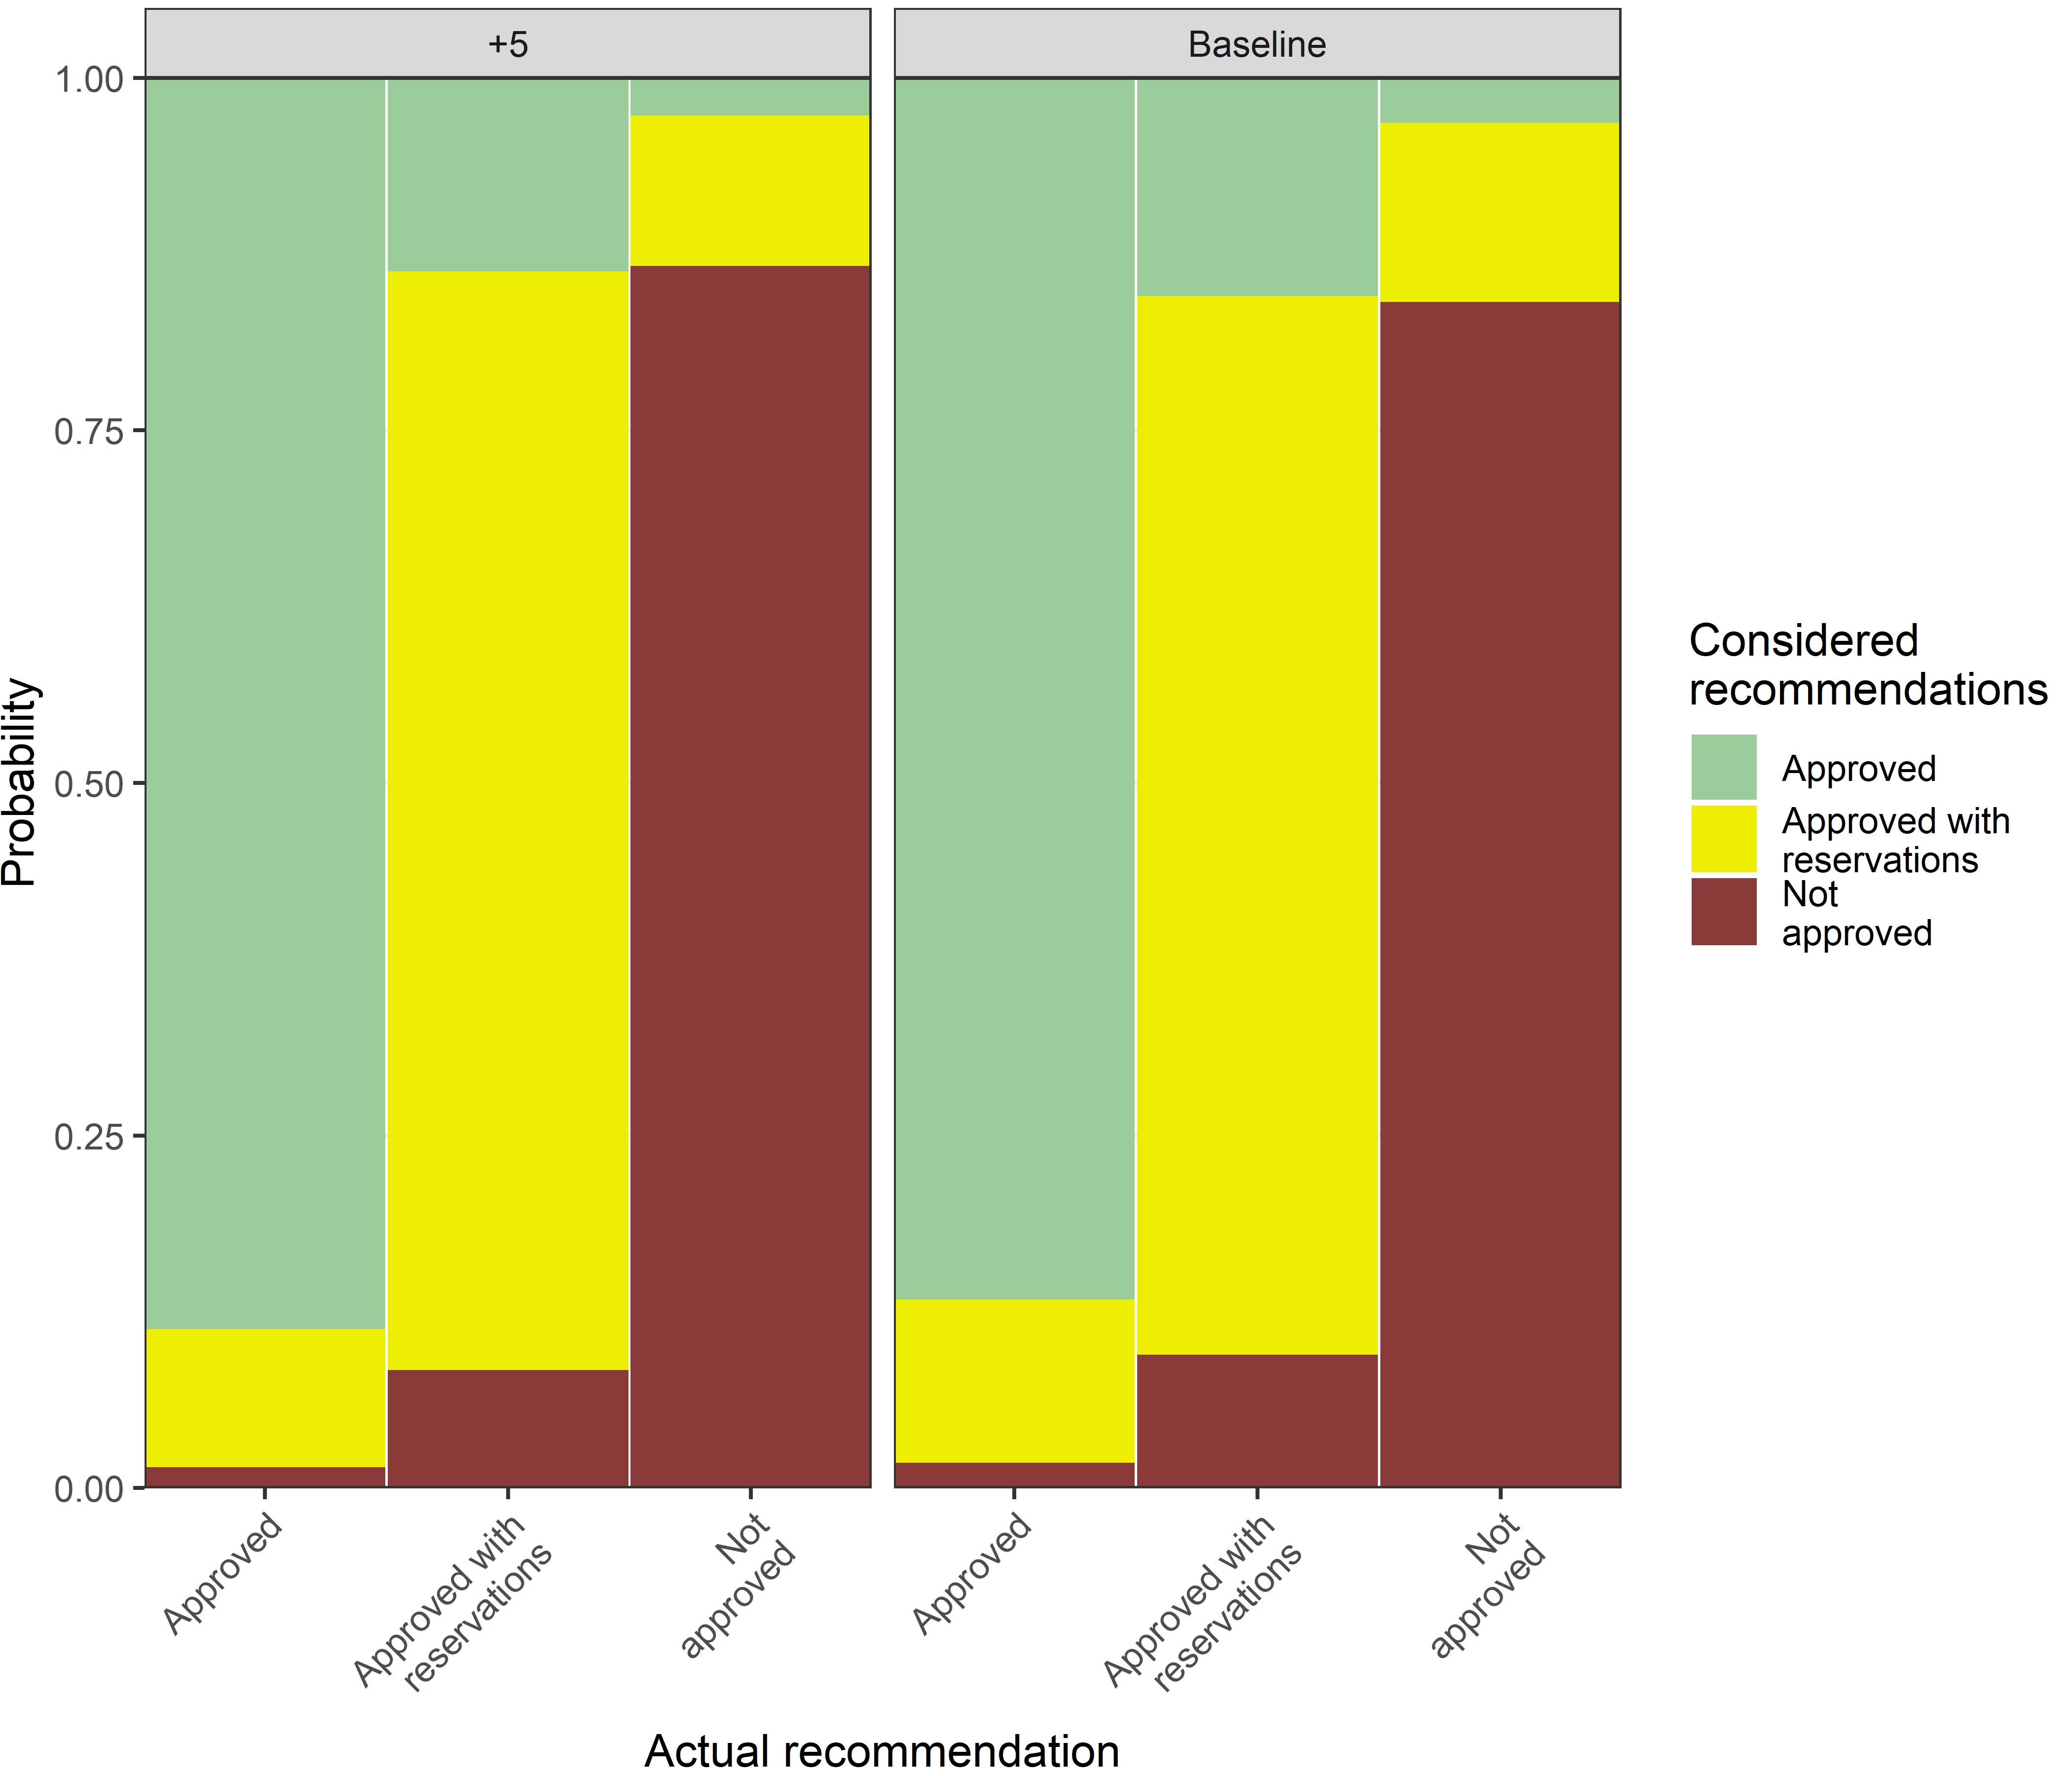 +5
Baseline
1.00
0.75
0.50
0.25
0.00
Probability
Approved
Approved with
reservations
Not
approved
Approved
Approved with
reservations
Not
approved
Actual recommendation
Considered
recommendations
Approved
Approved with
reservations
Not
approved